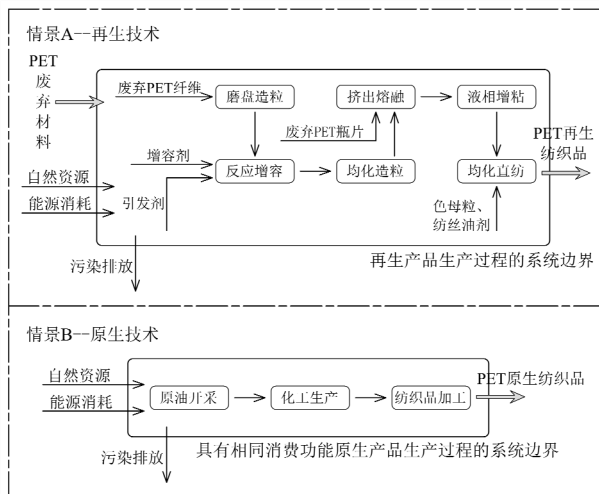 情景A--再生技术
PET
废
弃
材
料
废弃PET纤维
磨盘造粒
挤出熔融
液相增粘
废弃PET瓶片
PET再生
纺织品
增容剂
反应增容
均化造粒
均化直纺
自然资源
引发剂
能源消耗
色母粒、
纺丝油剂
污染排放
再生产品生产过程的系统边界
情景B--原生技术
自然资源
能源消耗
原油开采
化工生产
纺织品加工
PET原生纺织品
污染排放
具有相同消费功能原生产品生产过程的系统边界